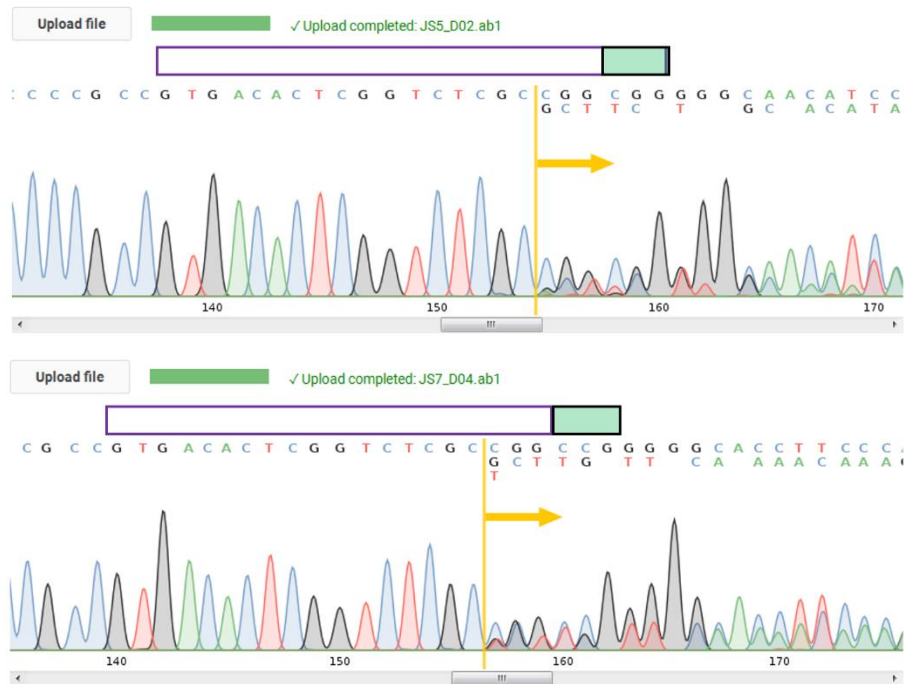 Upload file ✓Upload completed: JS5_D02.ab1
: C C C G C C G T G A C A C T C G G T C T C G C C G G C G G G G G C A A C A T C C
G C T T C T G C A C A T A
140 150 160 170
Upload file ✓Upload completed: JS7_D04.ab1
C G C C G T G A C A C T C G G T C T C G C C G G C C G G G G G C A C C T T C C C
G C T T G T T C A A A A C A A A
T
140 150 160 170